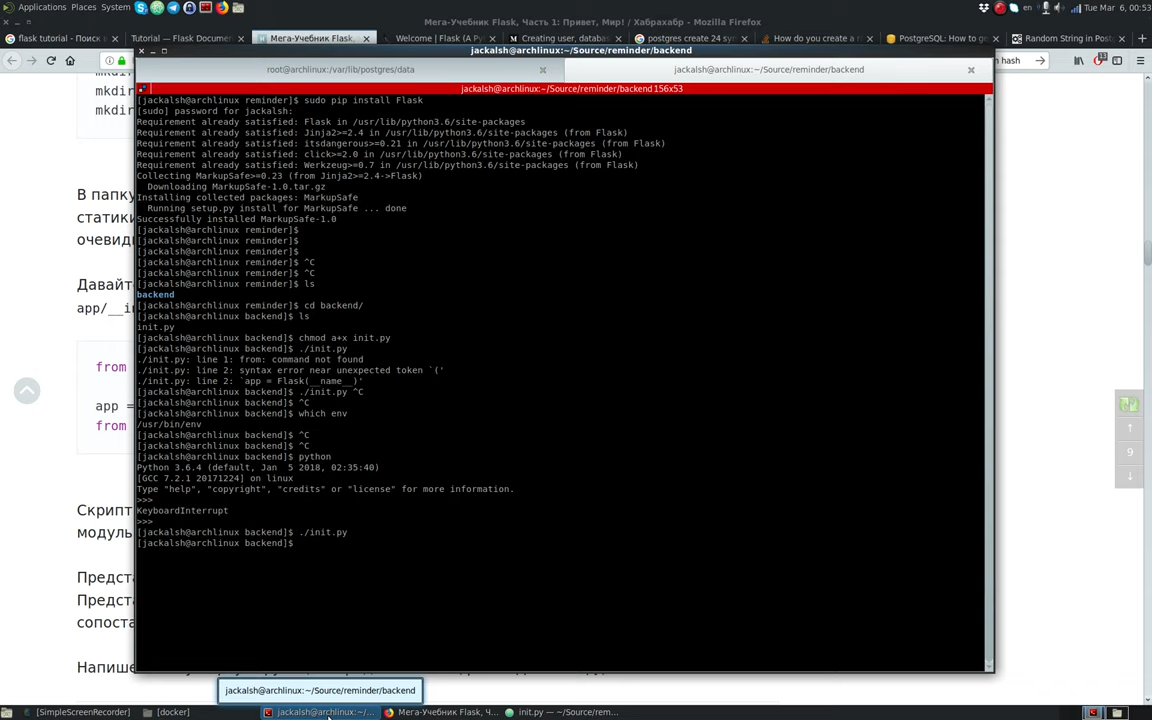 Applications Places System
en Tue Mar 6, 00:53
Мега-Учебник Flask, Часть 1: Привет, Мир! / Хабрахабр - Mozilla Firefox
flask tutorial - Поиск
Tutorial — Flask Documen
Мега-Учебник Flask,
Welcome | Flask (A Py
Creating user, databas
postgres create 24 sy
How do you create a r
PostgreSQL: How to ge
Random String in Postg
jackalsh@archlinux:~/Source/reminder/backend
root@archlinux:/var/lib/postgres/data
jackalsh@archlinux:~/Source/reminder/backend
jackalsh@archlinux:~/Source/reminder/backend 156x53
[jackalsh@archlinux reminder]$ sudo pip install Flask
[sudo] password for jackalsh:
Requirement already satisfied: Flask in /usr/lib/python3.6/site-packages
Requirement already satisfied: Jinja2>=2.4 in /usr/lib/python3.6/site-packages (from Flask)
Requirement already satisfied: itsdangerous>=0.21 in /usr/lib/python3.6/site-packages (from Flask)
Requirement already satisfied: click>=2.0 in /usr/lib/python3.6/site-packages (from Flask)
Requirement already satisfied: Werkzeug>=0.7 in /usr/lib/python3.6/site-packages (from Flask)
Collecting MarkupSafe>=0.23 (from Jinja2>=2.4->Flask)
Downloading MarkupSafe-1.0.tar.gz
Installing collected packages: MarkupSafe
Running setup.py install for MarkupSafe ... done
Successfully installed MarkupSafe-1.0
[jackalsh@archlinux reminder]$
[jackalsh@archlinux reminder]$
[jackalsh@archlinux reminder]$
[jackalsh@archlinux reminder]$ ^C
[jackalsh@archlinux reminder]$ ^C
[jackalsh@archlinux reminder]$ ls
backend
[jackalsh@archlinux reminder]$ cd backend/
[jackalsh@archlinux backend]$ ls
init.py
[jackalsh@archlinux backend]$ chmod a+x init.py
[jackalsh@archlinux backend]$ ./init.py
./init.py: line 1: from: command not found
./init.py: line 2: syntax error near unexpected token `('
./init.py: line 2: `app = Flask(__name__)'
[jackalsh@archlinux backend]$ ./init.py ^C
[jackalsh@archlinux backend]$ ^C
[jackalsh@archlinux backend]$ which env
/usr/bin/env
[jackalsh@archlinux backend]$ ^C
[jackalsh@archlinux backend]$ ^C
[jackalsh@archlinux backend]$ python
Python 3.6.4 (default, Jan  5 2018, 02:35:40)
[GCC 7.2.1 20171224] on linux
Type "help", "copyright", "credits" or "license" for more information.
>>>
KeyboardInterrupt
>>>
[jackalsh@archlinux backend]$ ./init.py
[jackalsh@archlinux backend]$
mkdir
mkdir
В папку
статики
очевид
Давайт
app/__i
from
app =
from
Скрипт
модуль
Предст
Предст
сопоста
Напише
n hash
9
jackalsh@archlinux:~/Source/reminder/backend
[SimpleScreenRecorder]
[docker]
jackalsh@archlinux:~/...
Мега-Учебник Flask, Ч...
init.py — ~/Source/rem...